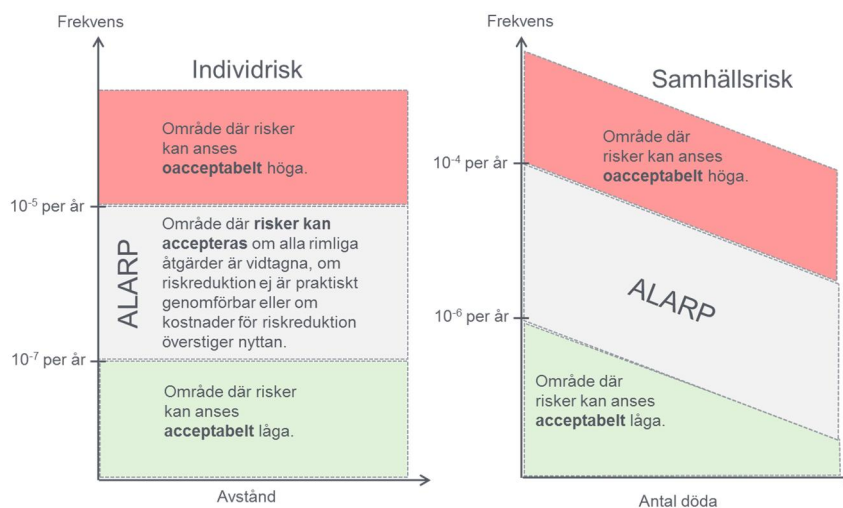 Frekvens
Individrisk
Område där risker
kan anses
oacceptabelt höga.
10-5 per år
ALARP
Område där risker kan
accepteras om alla rimliga
åtgärder är vidtagna, om
riskreduktion ej är praktiskt
genomförbar eller om
kostnader för riskreduktion
överstiger nyttan.
10-7 per år
Område där risker
kan anses
acceptabelt låga.
Avstånd
Frekvens
Samhällsrisk
Område där
risker kan anses
oacceptabelt höga.
10-4 per år
ALARP
10-6 per år
Område där
risker kan anses
acceptabelt låga.
Antal döda